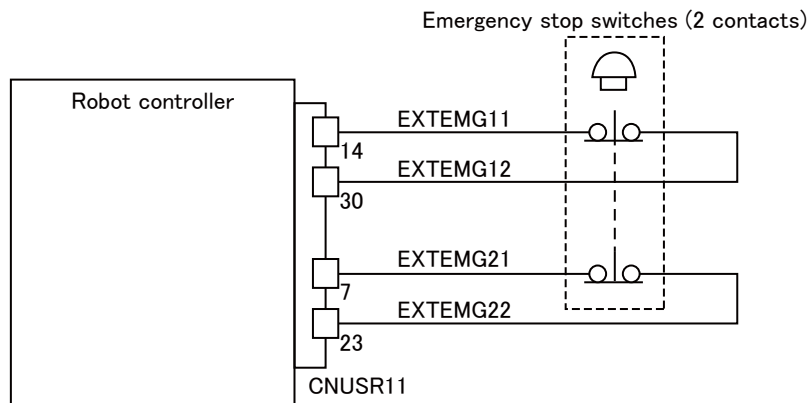 Emergency stop switches (2 contacts)
Robot controller
EXTEMG11
14
EXTEMG12
30
EXTEMG21
7
EXTEMG22
23
CNUSR11